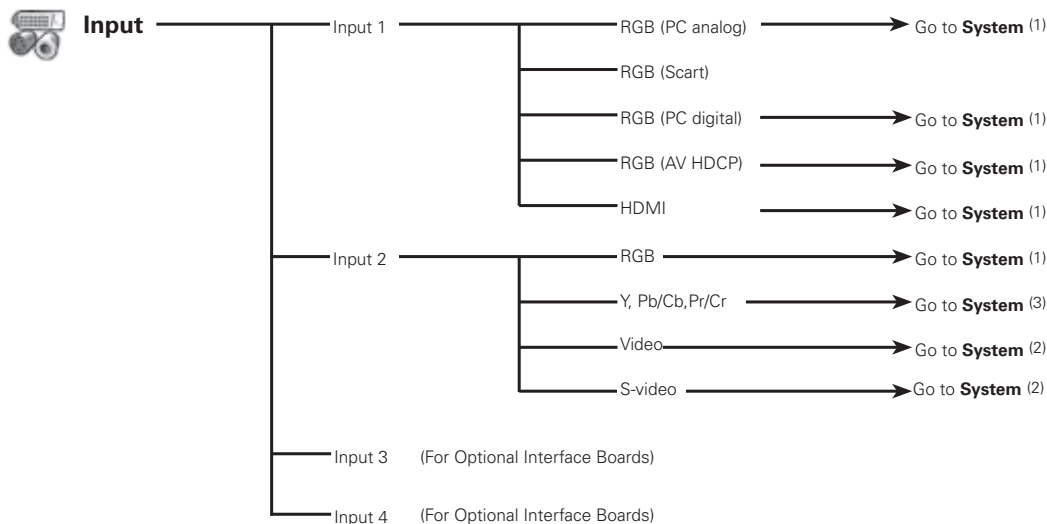 Input
Input 1
RGB (PC analog) Go to System (1)
RGB (Scart)
RGB (PC digital) Go to System (1)
RGB (AV HDCP) Go to System (1)
HDMI Go to System (1)
Input 2
RGB Go to System (1)
Y, Pb/Cb,Pr/Cr Go to System (3)
Video Go to System (2)
S-video Go to System (2)
Input 3 (For Optional Interface Boards)
Input 4 (For Optional Interface Boards)